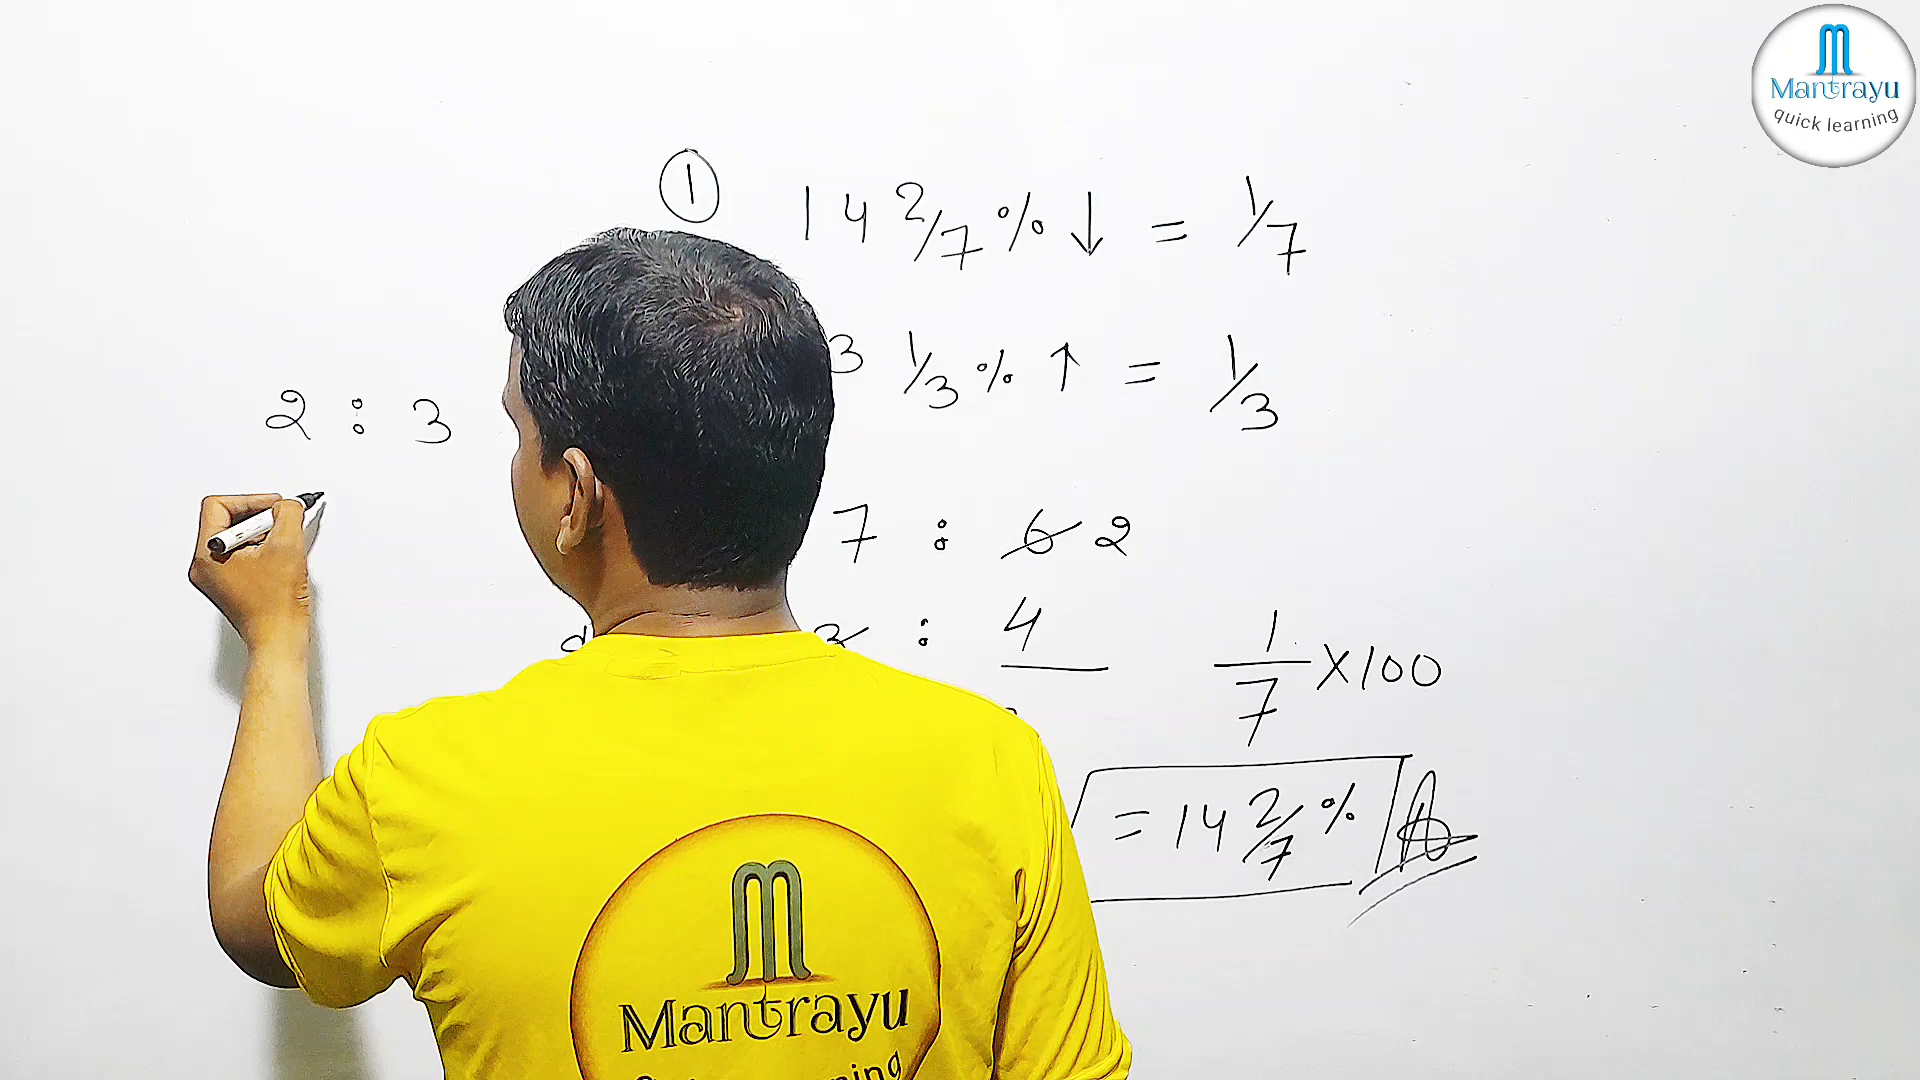 Mantrayu
quick learning
1
14 2/7 % ↓ = 1/7
3 1/3 % ↑ = 1/3
2 : 3
7 : 6 2
: 4
1/7 × 100
= 14 2/7 %
Mantrayu